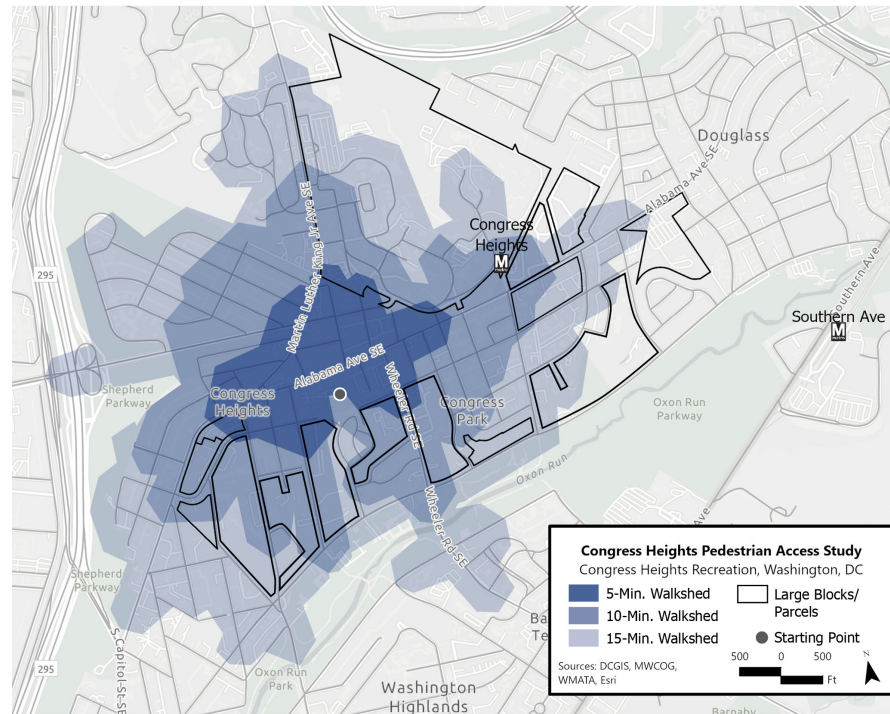 Douglass
Alabama-Ave-SE
Congress
Heights
M
Martin Luther King Jr Ave SE
295
Southern-Ave
Southern Ave
M
Alabama Ave SE
Shepherd
Parkway
Congress
Heights
Wheeler Rd SE
Congress
Park
Oxon Run
Parkway
Oxon Run
Wheeler-Rd-SE
Ave
Shepherd
Parkway
S-Capitol-St-SE
295
Oxon Run
Park
Washington
Highlands
Ba
Te
Barnaby
Congress Heights Pedestrian Access Study
Congress Heights Recreation, Washington, DC
5-Min. Walkshed
10-Min. Walkshed
15-Min. Walkshed
Large Blocks/
Parcels
Starting Point
Sources: DCGIS, MWCOG,
WMATA, Esri
500 0 500
Ft
N